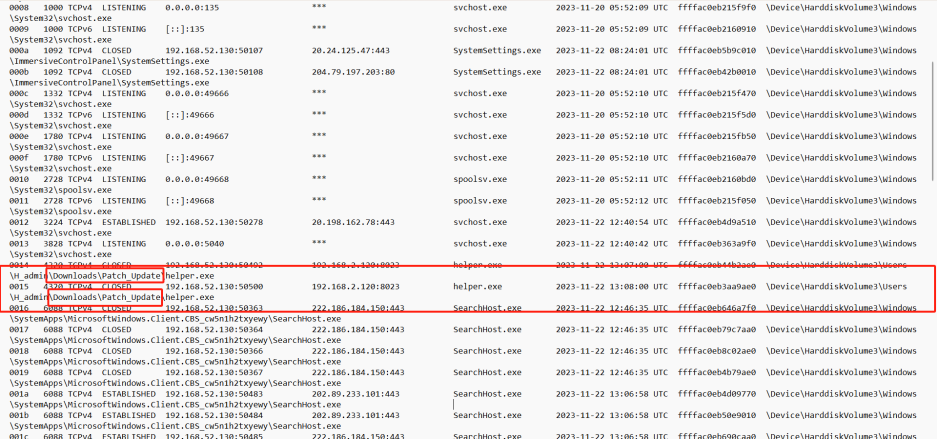 0008 1000 TCPv4 LISTENING 0.0.0.0:135 *** svchost.exe 2023-11-20 05:52:09 UTC ffffac0eb215f9f0 \Device\HarddiskVolume3\Windows
\System32\svchost.exe
0009 1000 TCPv6 LISTENING [::]:135 *** svchost.exe 2023-11-20 05:52:09 UTC ffffac0eb2160910 \Device\HarddiskVolume3\Windows
\System32\svchost.exe
000a 1092 TCPv4 CLOSED 192.168.52.130:50107 20.24.125.47:443 SystemSettings.exe 2023-11-22 08:24:01 UTC ffffac0eb5b9c010 \Device\HarddiskVolume3\Windows
\ImmersiveControlPanel\SystemSettings.exe
000b 1092 TCPv4 CLOSED 192.168.52.130:50108 204.79.197.203:80 SystemSettings.exe 2023-11-22 08:24:01 UTC ffffac0eb42b0010 \Device\HarddiskVolume3\Windows
\ImmersiveControlPanel\SystemSettings.exe
000c 1332 TCPv4 LISTENING 0.0.0.0:49666 *** svchost.exe 2023-11-20 05:52:10 UTC ffffac0eb215f470 \Device\HarddiskVolume3\Windows
\System32\svchost.exe
000d 1332 TCPv6 LISTENING [::]:49666 *** svchost.exe 2023-11-20 05:52:10 UTC ffffac0eb215f5d0 \Device\HarddiskVolume3\Windows
\System32\svchost.exe
000e 1780 TCPv4 LISTENING 0.0.0.0:49667 *** svchost.exe 2023-11-20 05:52:10 UTC ffffac0eb215fb50 \Device\HarddiskVolume3\Windows
\System32\svchost.exe
000f 1780 TCPv6 LISTENING [::]:49667 *** svchost.exe 2023-11-20 05:52:10 UTC ffffac0eb2160a70 \Device\HarddiskVolume3\Windows
\System32\svchost.exe
0010 2728 TCPv4 LISTENING 0.0.0.0:49668 *** spoolsv.exe 2023-11-20 05:52:11 UTC ffffac0eb2160bd0 \Device\HarddiskVolume3\Windows
\System32\spoolsv.exe
0011 2728 TCPv6 LISTENING [::]:49668 *** spoolsv.exe 2023-11-20 05:52:12 UTC ffffac0eb215f050 \Device\HarddiskVolume3\Windows
\System32\spoolsv.exe
0012 3224 TCPv4 ESTABLISHED 192.168.52.130:50278 20.198.162.78:443 svchost.exe 2023-11-22 12:40:54 UTC ffffac0eb4d9a510 \Device\HarddiskVolume3\Windows
\System32\svchost.exe
0013 3828 TCPv4 LISTENING 0.0.0.0:5040 *** svchost.exe 2023-11-22 12:40:42 UTC ffffac0eb363a9f0 \Device\HarddiskVolume3\Windows
\System32\svchost.exe
0014 4320 TCPv4 CLOSED 192.168.52.130:50492 192.168.2.120:8023 helper.exe 2023-11-22 13:07:00 UTC ffffac0eb44b2ae0 \Device\HarddiskVolume3\Users
\H_admin\Downloads\Patch_Update\helper.exe
0015 4320 TCPv4 CLOSED 192.168.52.130:50500 192.168.2.120:8023 helper.exe 2023-11-22 13:08:00 UTC ffffac0eb3aa9ae0 \Device\HarddiskVolume3\Users
\H_admin\Downloads\Patch_Update\helper.exe
0016 6088 TCPv4 CLOSED 192.168.52.130:50363 222.186.184.150:443 SearchHost.exe 2023-11-22 12:46:35 UTC ffffac0eb646a7f0 \Device\HarddiskVolume3\Windows
\SystemApps\MicrosoftWindows.Client.CBS_cw5n1h2txyewy\SearchHost.exe
0017 6088 TCPv4 CLOSED 192.168.52.130:50364 222.186.184.150:443 SearchHost.exe 2023-11-22 12:46:35 UTC ffffac0eb79c7aa0 \Device\HarddiskVolume3\Windows
\SystemApps\MicrosoftWindows.Client.CBS_cw5n1h2txyewy\SearchHost.exe
0018 6088 TCPv4 CLOSED 192.168.52.130:50366 222.186.184.150:443 SearchHost.exe 2023-11-22 12:46:35 UTC ffffac0eb8c02ae0 \Device\HarddiskVolume3\Windows
\SystemApps\MicrosoftWindows.Client.CBS_cw5n1h2txyewy\SearchHost.exe
0019 6088 TCPv4 CLOSED 192.168.52.130:50367 222.186.184.150:443 SearchHost.exe 2023-11-22 12:46:35 UTC ffffac0eb4b79ae0 \Device\HarddiskVolume3\Windows
\SystemApps\MicrosoftWindows.Client.CBS_cw5n1h2txyewy\SearchHost.exe
001a 6088 TCPv4 ESTABLISHED 192.168.52.130:50483 202.89.233.101:443 SearchHost.exe 2023-11-22 13:06:58 UTC ffffac0eb4d09770 \Device\HarddiskVolume3\Windows
\SystemApps\MicrosoftWindows.Client.CBS_cw5n1h2txyewy\SearchHost.exe
001b 6088 TCPv4 ESTABLISHED 192.168.52.130:50484 202.89.233.101:443 SearchHost.exe 2023-11-22 13:06:58 UTC ffffac0eb50e9010 \Device\HarddiskVolume3\Windows
\SystemApps\MicrosoftWindows.Client.CBS_cw5n1h2txyewy\SearchHost.exe
001c 6088 TCPv4 ESTABLISHED 192.168.52.130:50485 202.89.233.101:443 SearchHost.exe 2023-11-22 13:06:58 UTC ffffac0eb690caa0 \Device\HarddiskVolume3\Windows